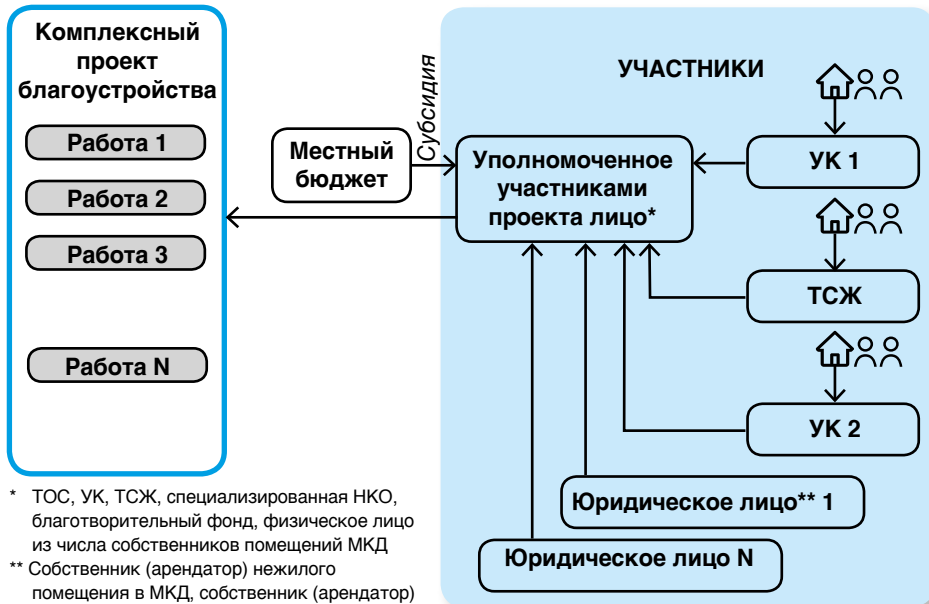 Комплексный
проект
благоустройства
Работа 1
Работа 2
Работа 3
Работа N
Местный
бюджет
Субсидия
УЧАСТНИКИ
Уполномоченное
участниками
проекта лицо*
УК 1
ТСЖ
УК 2
Юридическое лицо** 1
Юридическое лицо N
* ТОС, УК, ТСЖ, специализированная НКО,
благотворительный фонд, физическое лицо
из числа собственников помещений МКД
** Собственник (арендатор) нежилого
помещения в МКД, собственник (арендатор)